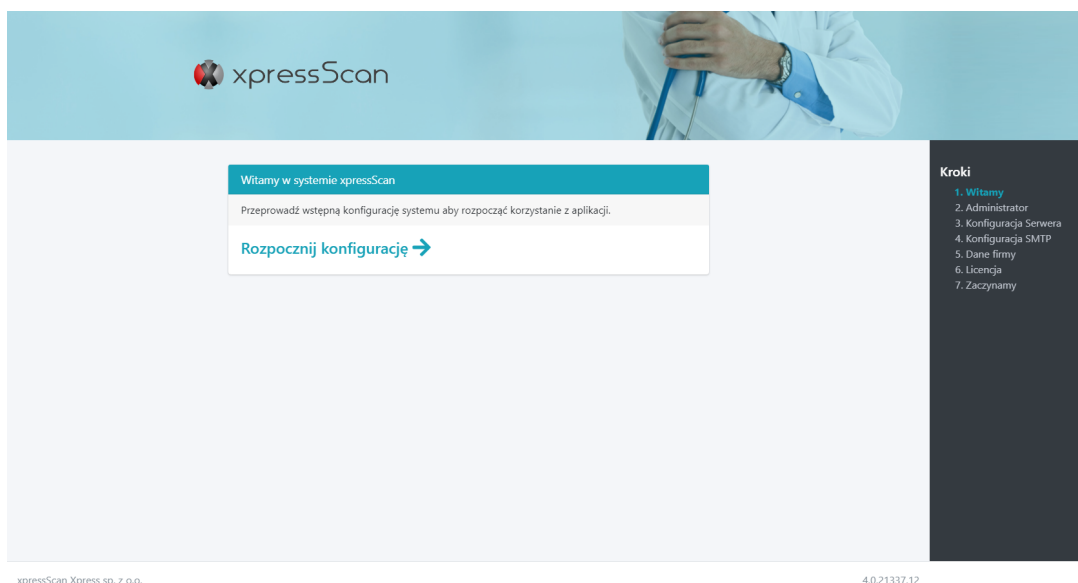 xpressScan
Witamy w systemie xpressScan
Przeprowadź wstępną konfigurację systemu aby rozpocząć korzystanie z aplikacji.
Rozpocznij konfigurację
Kroki
1. Witamy
2. Administrator
3. Konfiguracja Serwera
4. Konfiguracja SMTP
5. Dane firmy
6. Licencja
7. Zaczynamy
xpressScan Xpress sp. z o.o.
4.0.21337.12